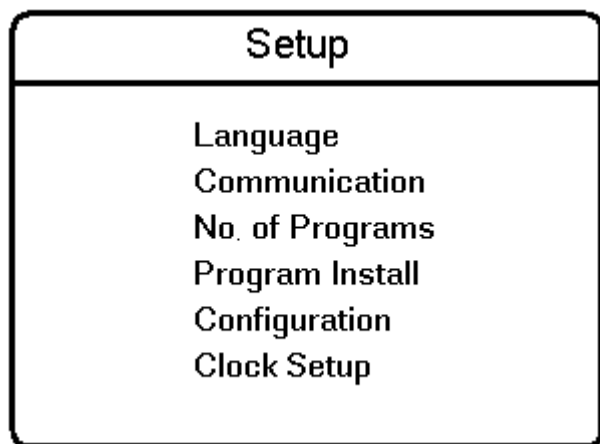 Setup
Language
Communication
No. of Programs
Program Install
Configuration
Clock Setup